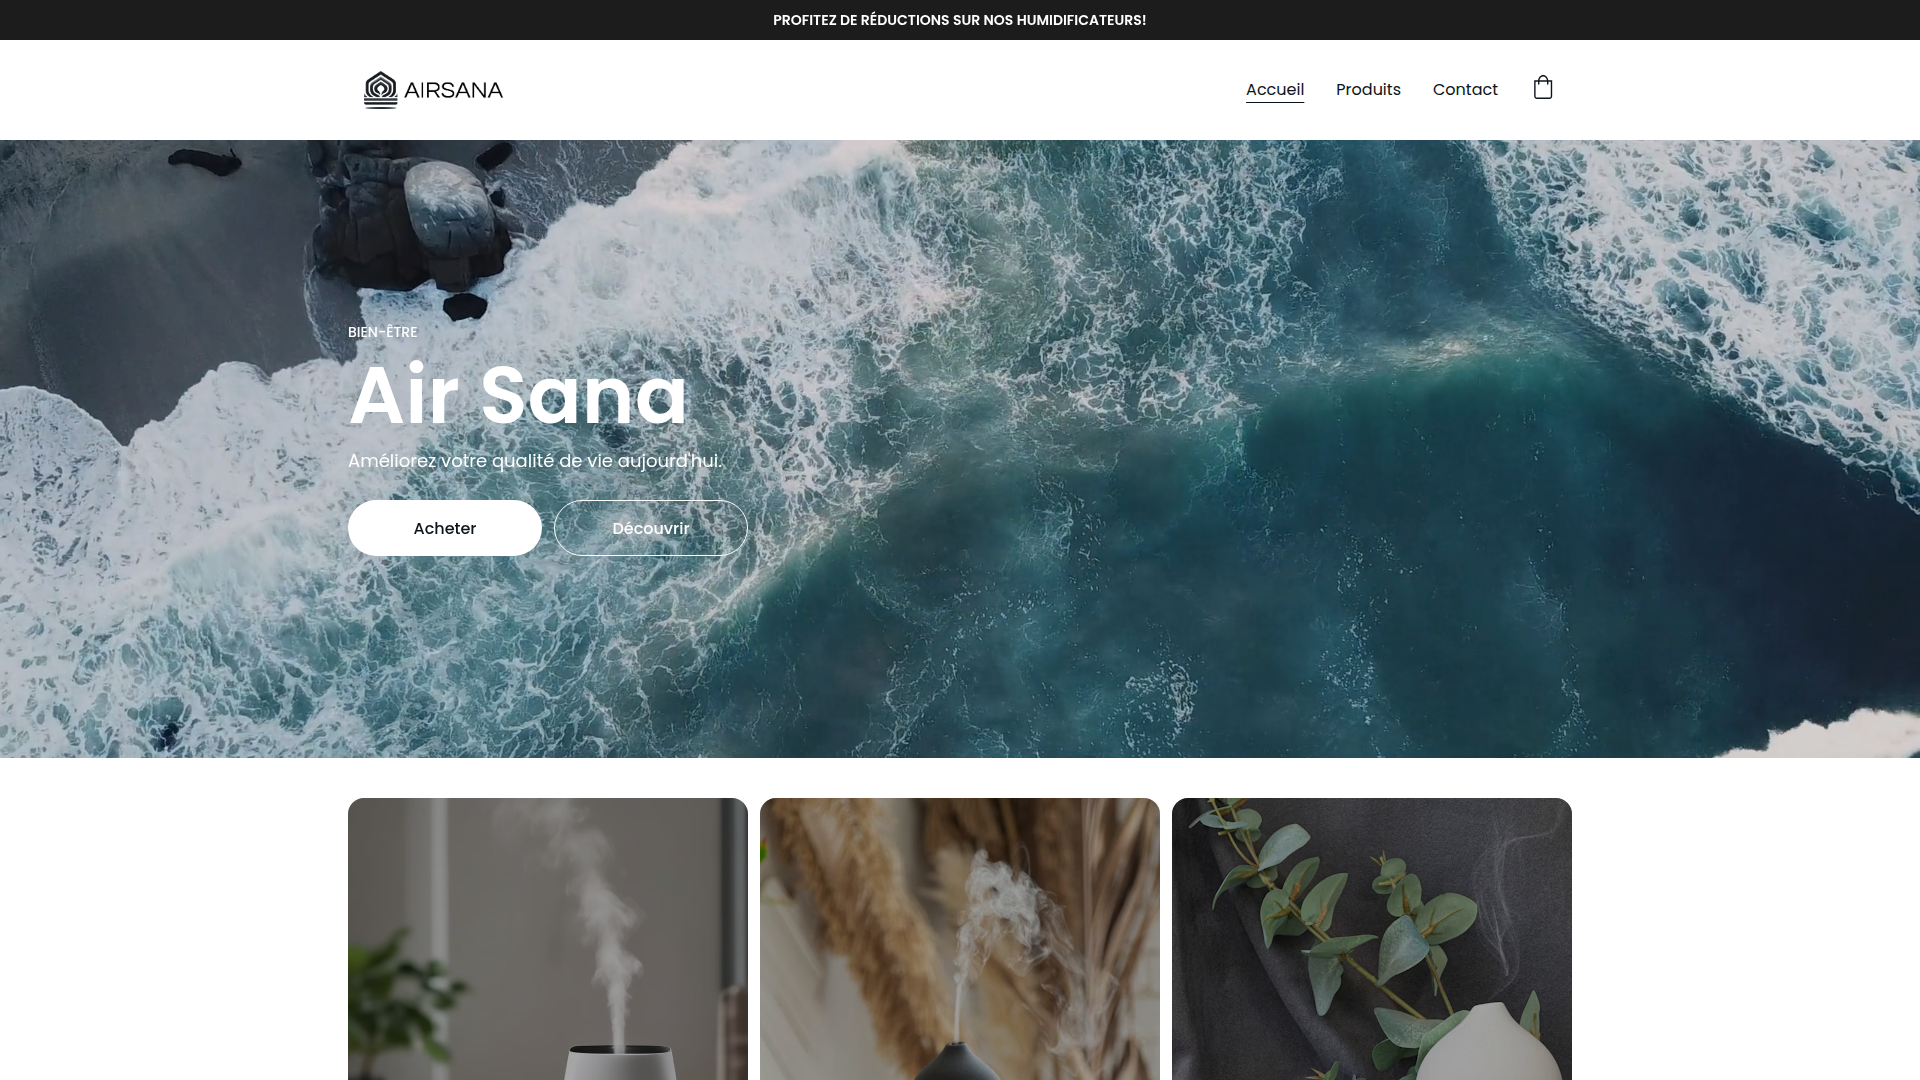 PROFITEZ DE RÉDUCTIONS SUR NOS HUMIDIFICATEURS!
AIRSANA
Accueil
Produits
Contact
BIEN-ÊTRE
Air Sana
Améliorez votre qualité de vie aujourd'hui.
Acheter
Découvrir